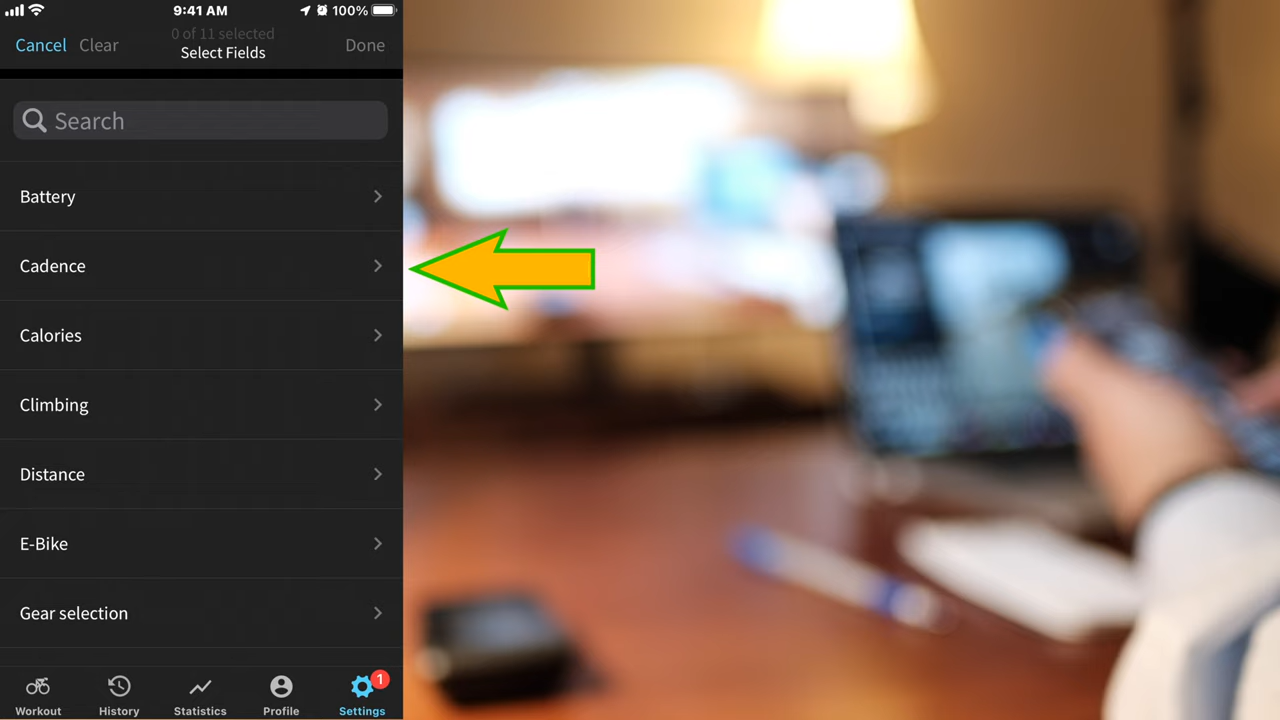 9:41 AM
100%
0 of 11 selected
Cancel Clear Select Fields Done
Search
Battery
Cadence
Calories
Climbing
Distance
E-Bike
Gear selection
1
Workout History Statistics Profile Settings